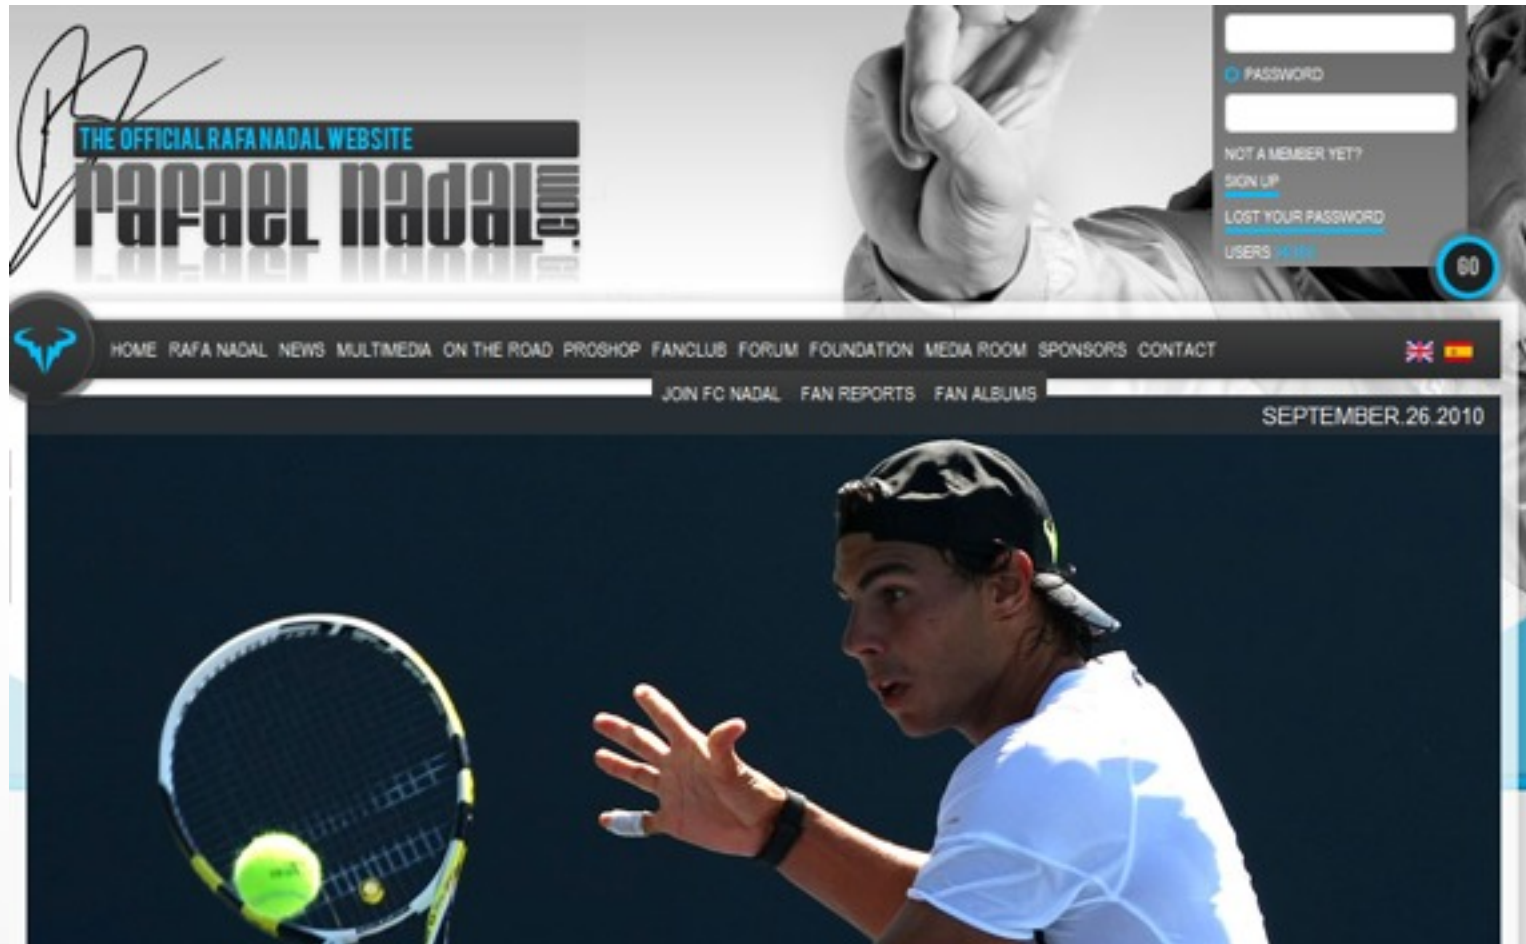 PASSWORD
THE OFFICIAL RAFA NADAL WEBSITE
rafael nadal.com
NOT A MEMBER YET?
SIGN UP
LOST YOUR PASSWORD
USERS
GO
HOME RAFA NADAL NEWS MULTIMEDIA ON THE ROAD PROSHOP FANCLUB FORUM FOUNDATION MEDIA ROOM SPONSORS CONTACT
JOIN FC NADAL FAN REPORTS FAN ALBUMS
SEPTEMBER.26.2010